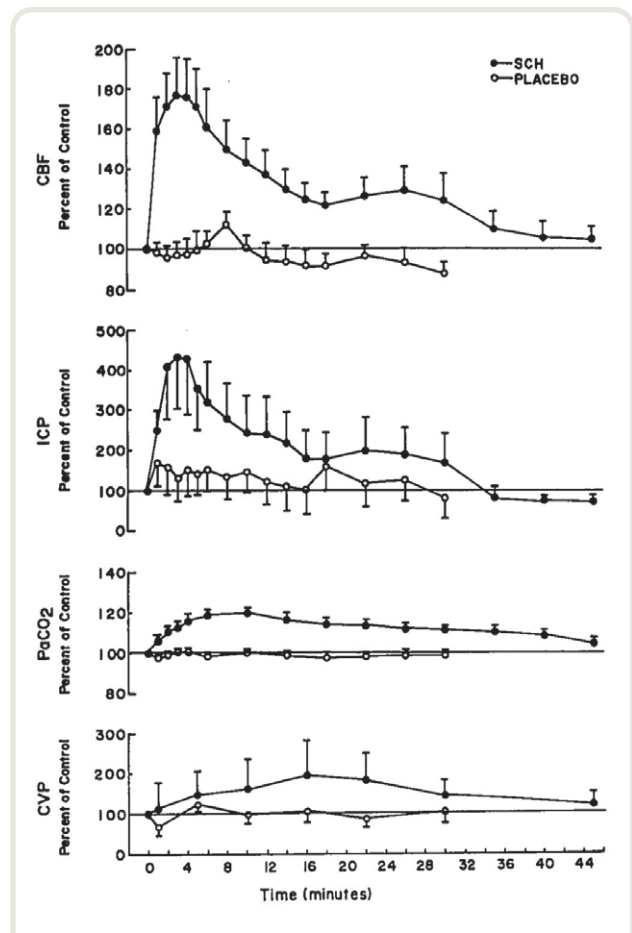 200
180
160
140
120
100
80
CBF
Percent of Control
SCH
PLACEBO
500
400
300
200
100
0
ICP
Percent of Control
140
120
100
80
PaCO2
Percent of Control
300
200
100
0
CVP
Percent of Control
0 4 8 12 16 20 24 28 32 36 40 44
Time (minutes)